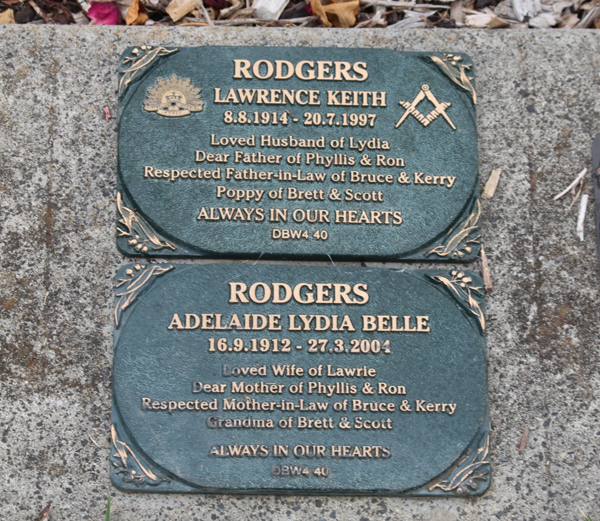 RODGERS
LAWRENCE KEITH
8.8.1914 - 20.7.1997
Loved Husband of Lydia
Dear Father of Phyllis & Ron
Respected Father-in-Law of Bruce & Kerry
Poppy of Brett & Scott
ALWAYS IN OUR HEARTS
DBW4 40
RODGERS
ADELAIDE LYDIA BELLE
16.9.1912 - 27.3.2004
Loved Wife of Lawrie
Dear Mother of Phyllis & Ron
Respected Mother-in-Law of Bruce & Kerry
Grandma of Brett & Scott
ALWAYS IN OUR HEARTS
DBW4 40